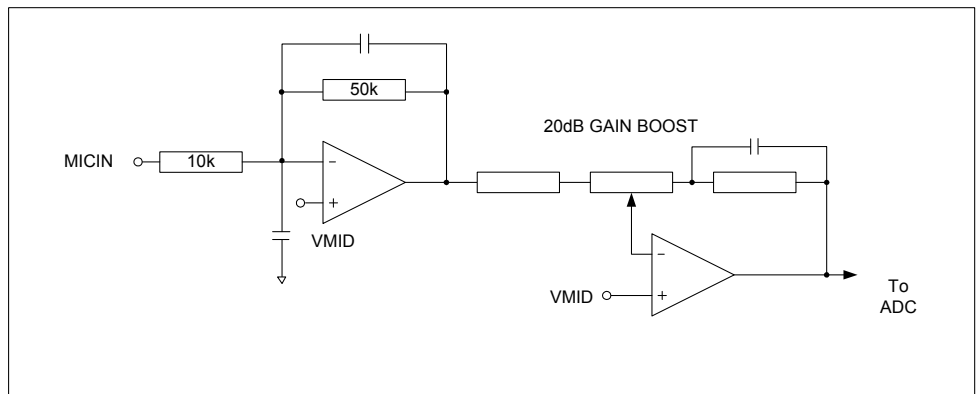 50k
20dB GAIN BOOST
MICIN
10k
-
+
VMID
-
+
VMID
To
ADC